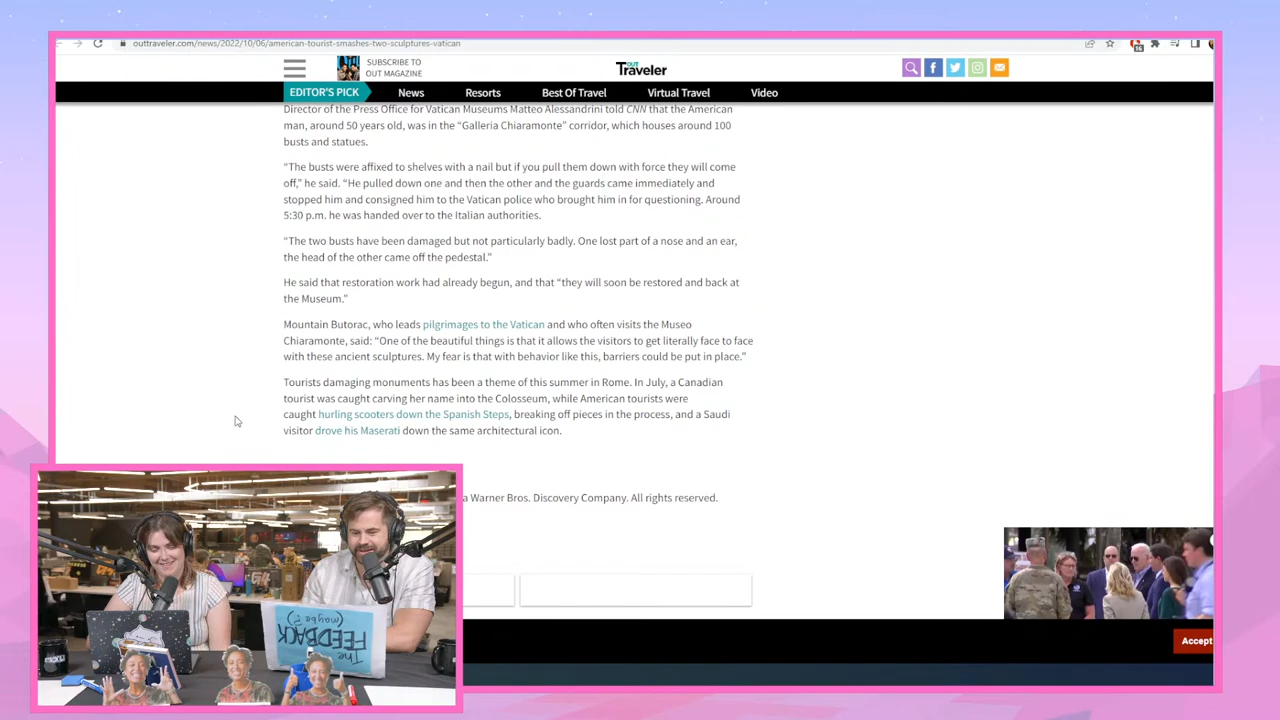 outtraveler.com/news/2022/10/06/american-tourist-smashes-two-sculptures-vatican
16
SUBSCRIBE TO
OUT MAGAZINE
OUT
Traveler
EDITOR'S PICK
News
Resorts
Best Of Travel
Virtual Travel
Video
Director of the Press Office for Vatican Museums Matteo Alessandrini told CNN that the American
man, around 50 years old, was in the “Galleria Chiaramonte” corridor, which houses around 100
busts and statues.
“The busts were affixed to shelves with a nail but if you pull them down with force they will come
off,” he said. “He pulled down one and then the other and the guards came immediately and
stopped him and consigned him to the Vatican police who brought him in for questioning. Around
5:30 p.m. he was handed over to the Italian authorities.
“The two busts have been damaged but not particularly badly. One lost part of a nose and an ear,
the head of the other came off the pedestal.”
He said that restoration work had already begun, and that “they will soon be restored and back at
the Museum.”
Mountain Butorac, who leads pilgrimages to the Vatican and who often visits the Museo
Chiaramonte, said: “One of the beautiful things is that it allows the visitors to get literally face to face
with these ancient sculptures. My fear is that with behavior like this, barriers could be put in place.”
Tourists damaging monuments has been a theme of this summer in Rome. In July, a Canadian
tourist was caught carving her name into the Colosseum, while American tourists were
caught hurling scooters down the Spanish Steps, breaking off pieces in the process, and a Saudi
visitor drove his Maserati down the same architectural icon.
a Warner Bros. Discovery Company. All rights reserved.
Accept
The
FEEDBACK
(maybe?)